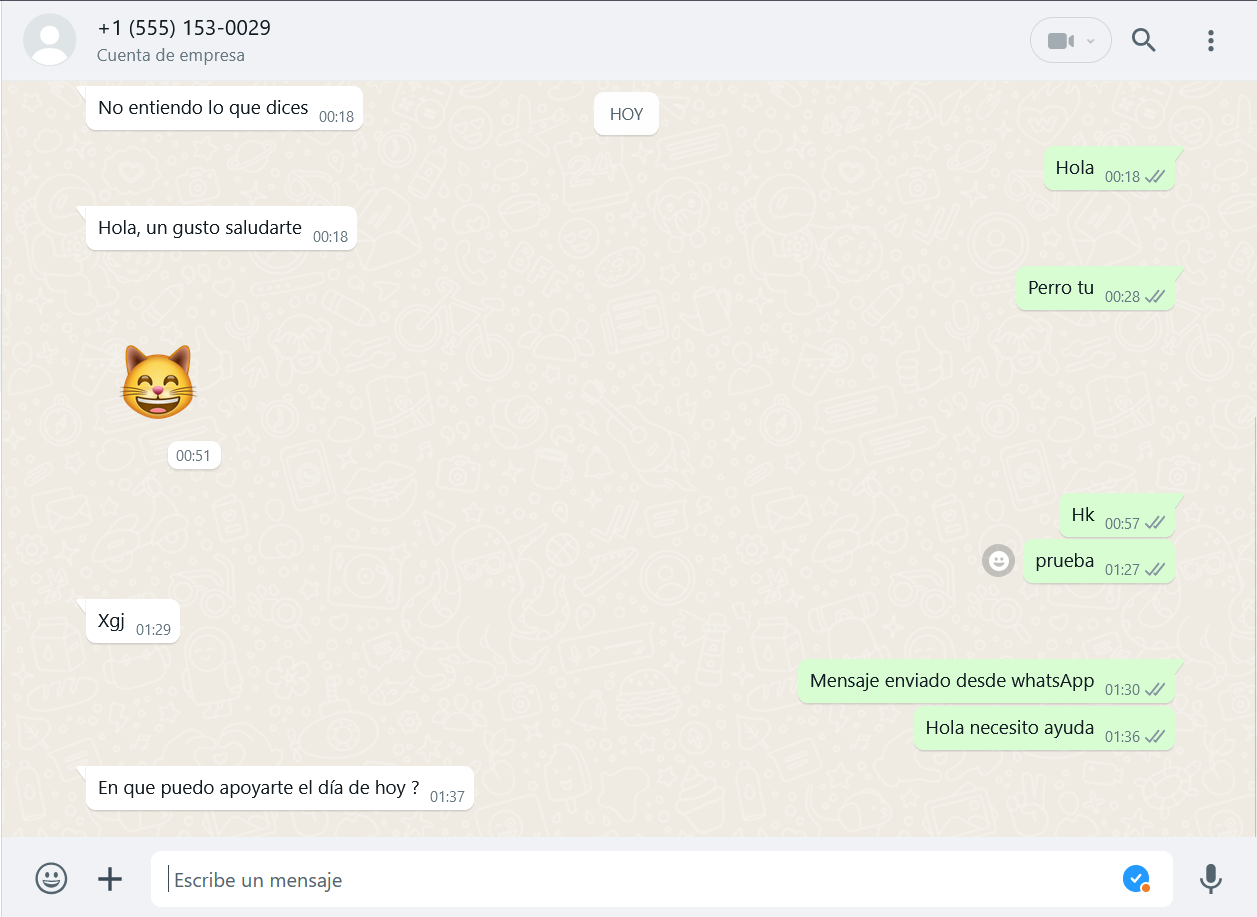 +1 (555) 153-0029
Cuenta de empresa
No entiendo lo que dices 00:18
HOY
Hola 00:18
Hola, un gusto saludarte 00:18
Perro tu 00:28
00:51
Hk 00:57
prueba 01:27
Xgj 01:29
Mensaje enviado desde whatsApp 01:30
Hola necesito ayuda 01:36
En que puedo apoyarte el día de hoy ? 01:37
Escribe un mensaje